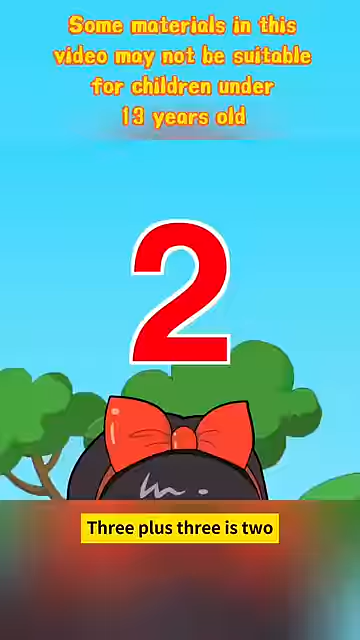 Some materials in this
video may not be suitable
for children under
13 years old
2
Three plus three is two